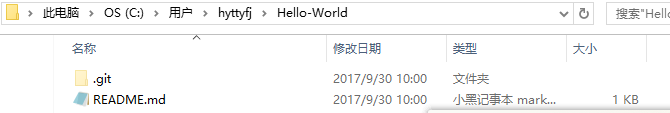 此电脑 > OS (C:) > 用户 > hyttyfj > Hello-World 搜索"Hello
名称 修改日期 类型 大小
.git 2017/9/30 10:00 文件夹
README.md 2017/9/30 10:00 小黑记事本 mark... 1 KB